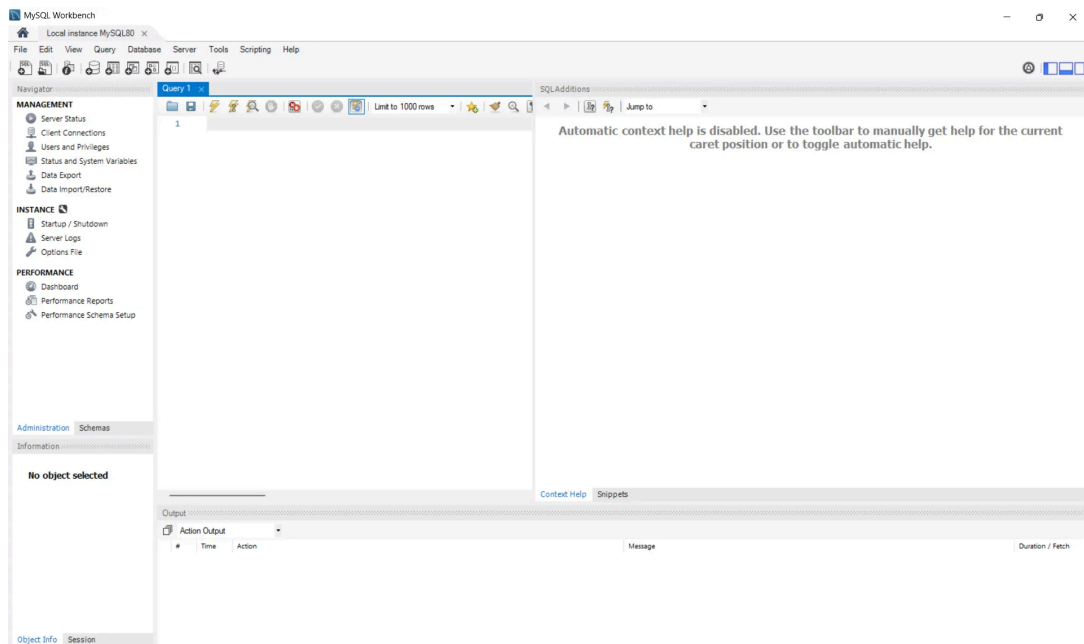 MySQL Workbench
Local instance MySQL80
File Edit View Query Database Server Tools Scripting Help
Navigator
MANAGEMENT
Server Status
Client Connections
Users and Privileges
Status and System Variables
Data Export
Data Import/Restore
INSTANCE
Startup / Shutdown
Server Logs
Options File
PERFORMANCE
Dashboard
Performance Reports
Performance Schema Setup
Administration Schemas
Information
No object selected
Object Info Session
Query 1
Limit to 1000 rows
1
SQLAdditions
Jump to
Automatic context help is disabled. Use the toolbar to manually get help for the current
caret position or to toggle automatic help.
Context Help Snippets
Output
Action Output
# Time Action Message Duration / Fetch